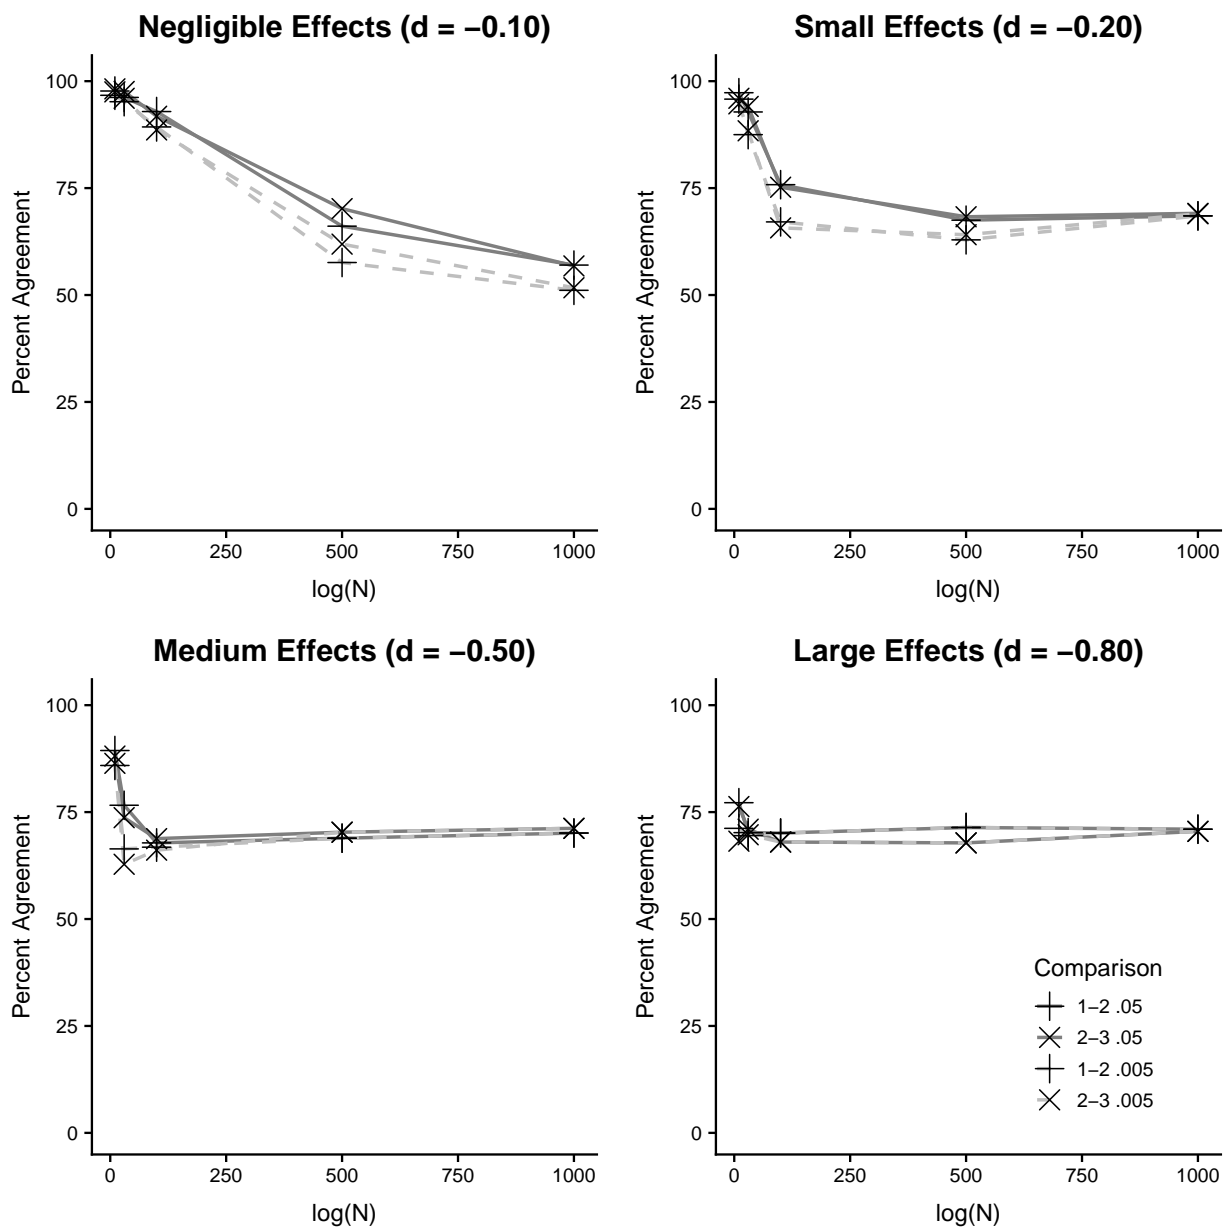 Negligible Effects (d = −0.10)
Percent Agreement
100
75
50
25
0
0 250 500 750 1000
log(N)
Small Effects (d = −0.20)
Percent Agreement
100
75
50
25
0
0 250 500 750 1000
log(N)
Medium Effects (d = −0.50)
Percent Agreement
100
75
50
25
0
0 250 500 750 1000
log(N)
Large Effects (d = −0.80)
Percent Agreement
100
75
50
25
0
0 250 500 750 1000
log(N)
Comparison
1−2 .05
2−3 .05
1−2 .005
2−3 .005